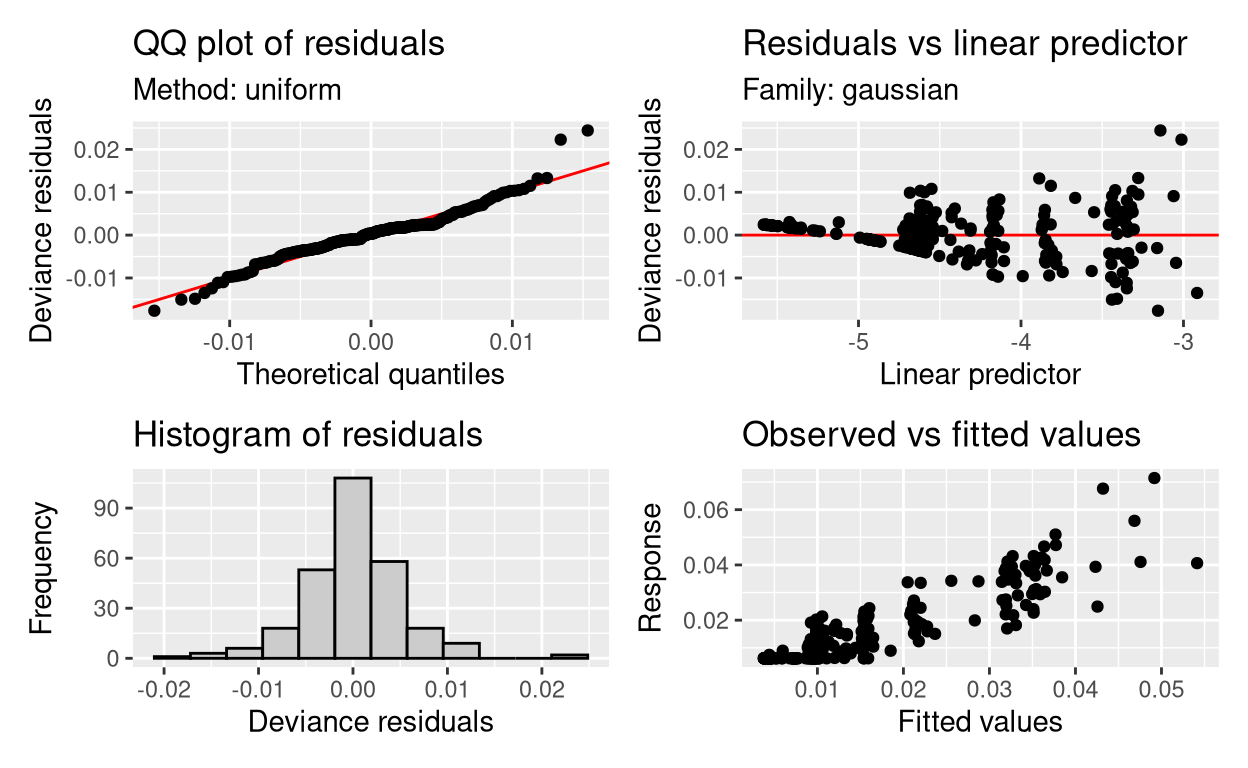 QQ plot of residuals
Method: uniform
Deviance residuals
0.02
0.01
0.00
-0.01
-0.01
0.00
0.01
Theoretical quantiles
Residuals vs linear predictor
Family: gaussian
Deviance residuals
0.02
0.01
0.00
-0.01
-5
-4
-3
Linear predictor
Histogram of residuals
Frequency
90
60
30
0
-0.02
-0.01
0.00
0.01
0.02
Deviance residuals
Observed vs fitted values
Response
0.06
0.04
0.02
0.01
0.02
0.03
0.04
0.05
Fitted values